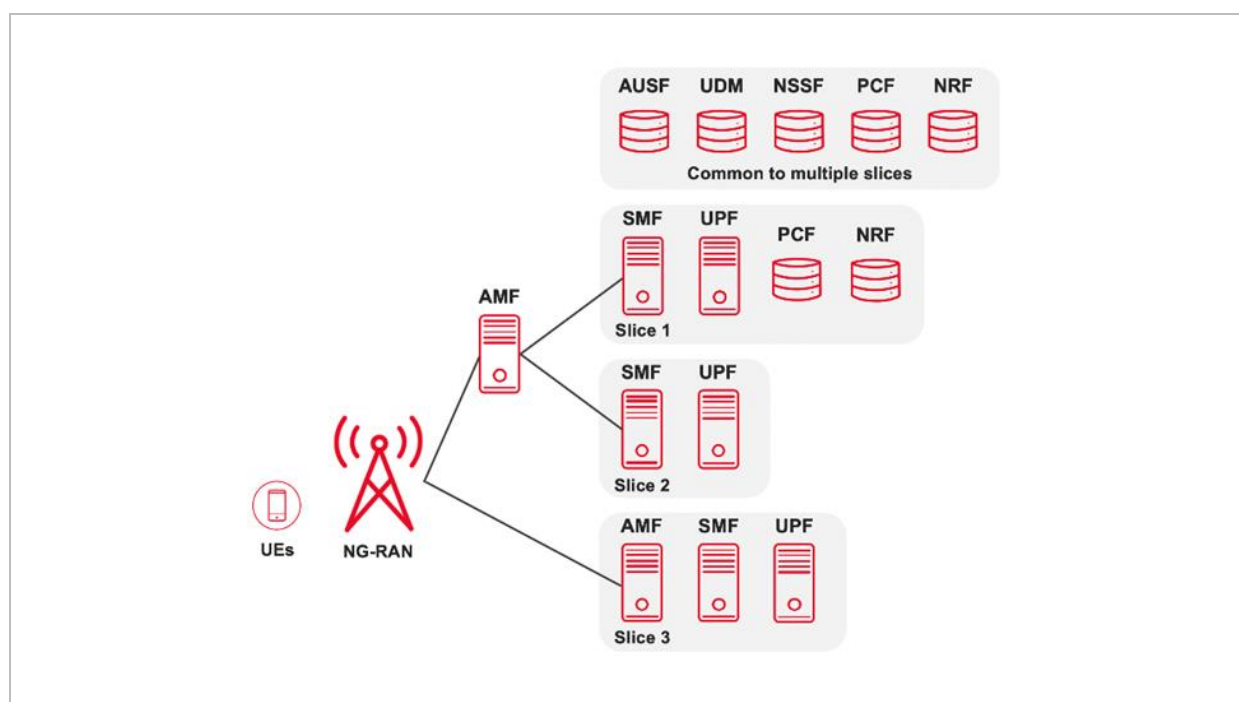 AUSF UDM NSSF PCF NRF
Common to multiple slices
SMF UPF PCF NRF
Slice 1
AMF
SMF UPF
Slice 2
AMF SMF UPF
Slice 3
UEs NG-RAN